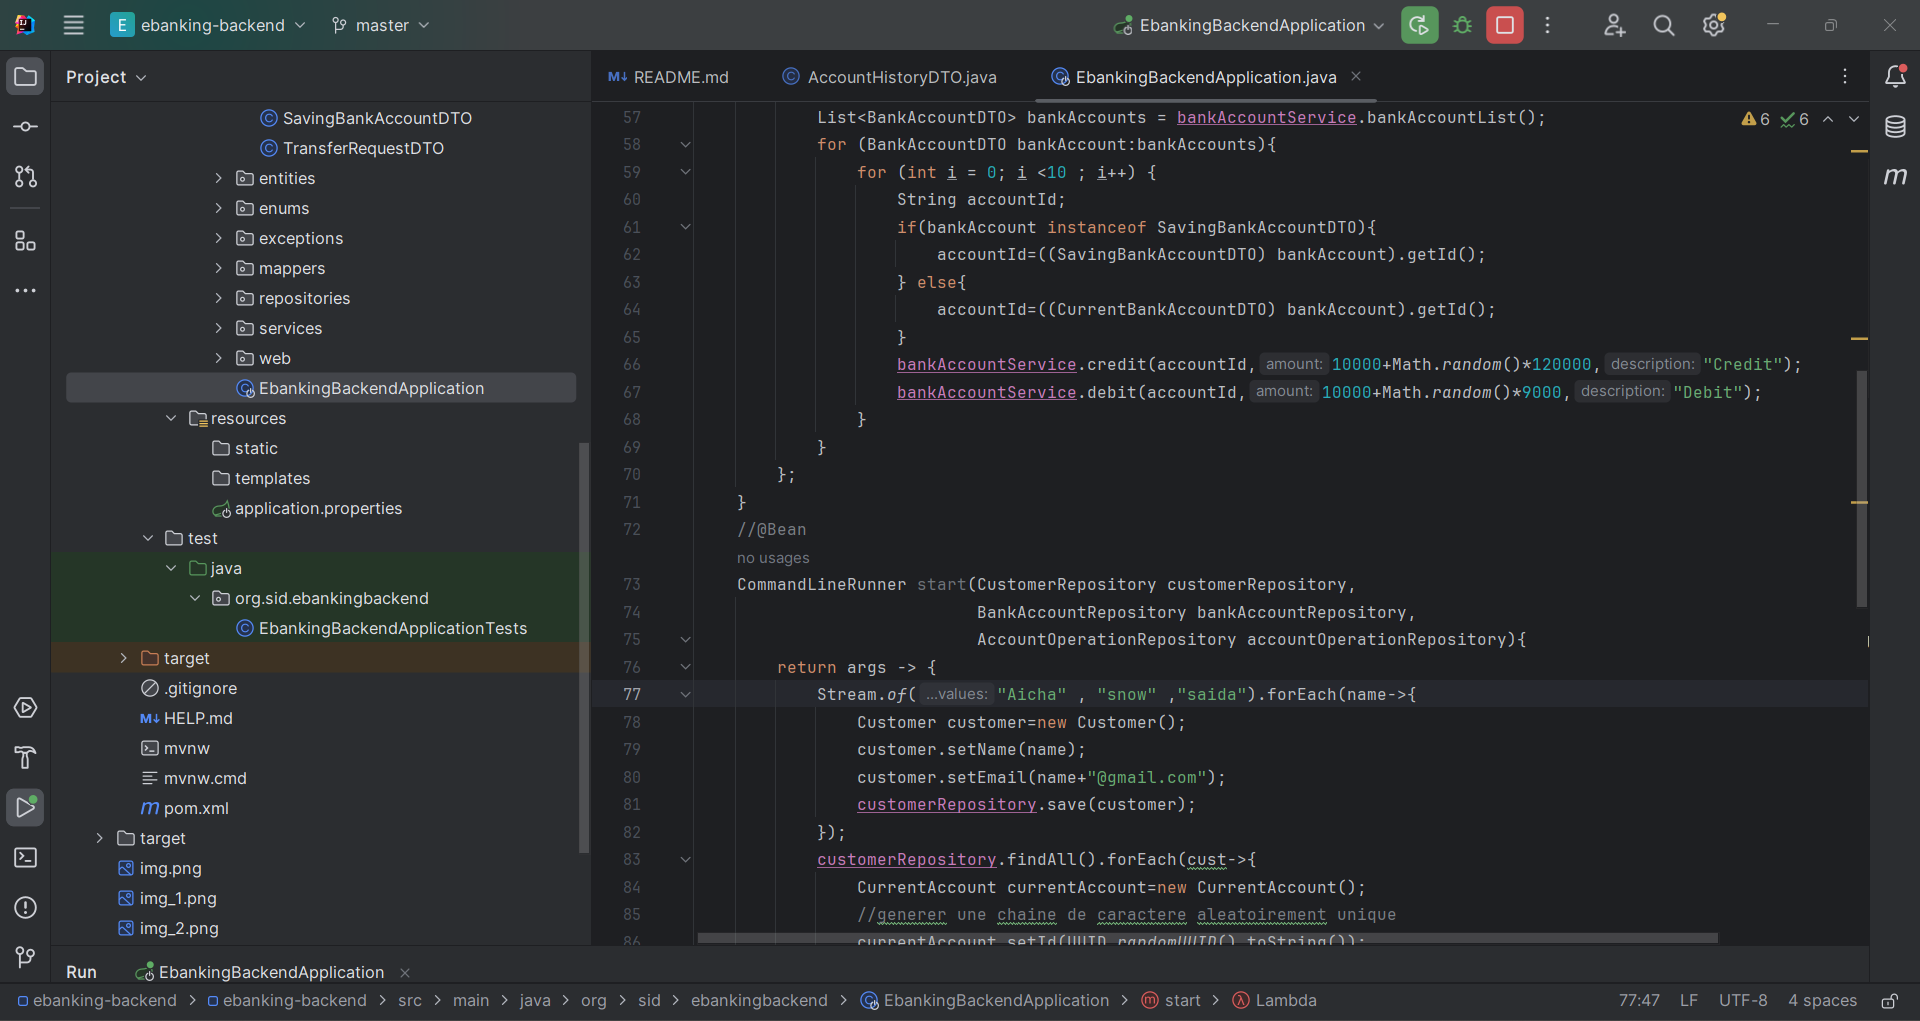 E ebanking-backend master EbankingBackendApplication
Project
SavingBankAccountDTO
TransferRequestDTO
entities
enums
exceptions
mappers
repositories
services
web
EbankingBackendApplication
resources
static
templates
application.properties
test
java
org.sid.ebankingbackend
EbankingBackendApplicationTests
target
.gitignore
M↓ HELP.md
mvnw
mvnw.cmd
m pom.xml
target
img.png
img_1.png
img_2.png
M↓ README.md AccountHistoryDTO.java EbankingBackendApplication.java
6 6
m
57 List<BankAccountDTO> bankAccounts = bankAccountService.bankAccountList();
58 for (BankAccountDTO bankAccount:bankAccounts){
59 for (int i = 0; i <10 ; i++) {
60 String accountId;
61 if(bankAccount instanceof SavingBankAccountDTO){
62 accountId=((SavingBankAccountDTO) bankAccount).getId();
63 } else{
64 accountId=((CurrentBankAccountDTO) bankAccount).getId();
65 }
66 bankAccountService.credit(accountId, amount: 10000+Math.random()*120000, description: "Credit");
67 bankAccountService.debit(accountId, amount: 10000+Math.random()*9000, description: "Debit");
68 }
69 }
70 };
71 }
72 //@Bean
no usages
73 CommandLineRunner start(CustomerRepository customerRepository,
74 BankAccountRepository bankAccountRepository,
75 AccountOperationRepository accountOperationRepository){
76 return args -> {
77 Stream.of( ...values: "Aicha" , "snow" ,"saida").forEach(name->{
78 Customer customer=new Customer();
79 customer.setName(name);
80 customer.setEmail(name+"@gmail.com");
81 customerRepository.save(customer);
82 });
83 customerRepository.findAll().forEach(cust->{
84 CurrentAccount currentAccount=new CurrentAccount();
85 //generer une chaine de caractere aleatoirement unique
86 currentAccount.setId(UUID.randomUUID().toString());
Run EbankingBackendApplication
ebanking-backend > ebanking-backend > src > main > java > org > sid > ebankingbackend > EbankingBackendApplication > start > Lambda 77:47 LF UTF-8 4 spaces